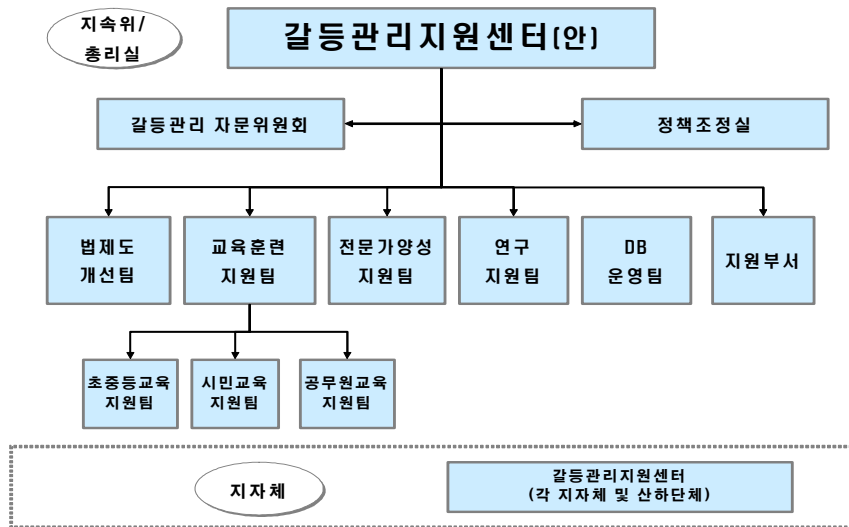 지속위/
총리실
갈등관리지원센터(안)
갈등관리 자문위원회
정책조정실
법제도
개선팀
교육훈련
지원팀
전문가양성
지원팀
연구
지원팀
DB
운영팀
지원부서
초중등교육
지원팀
시민교육
지원팀
공무원교육
지원팀
지자체
갈등관리지원센터
(각 지자체 및 산하단체)